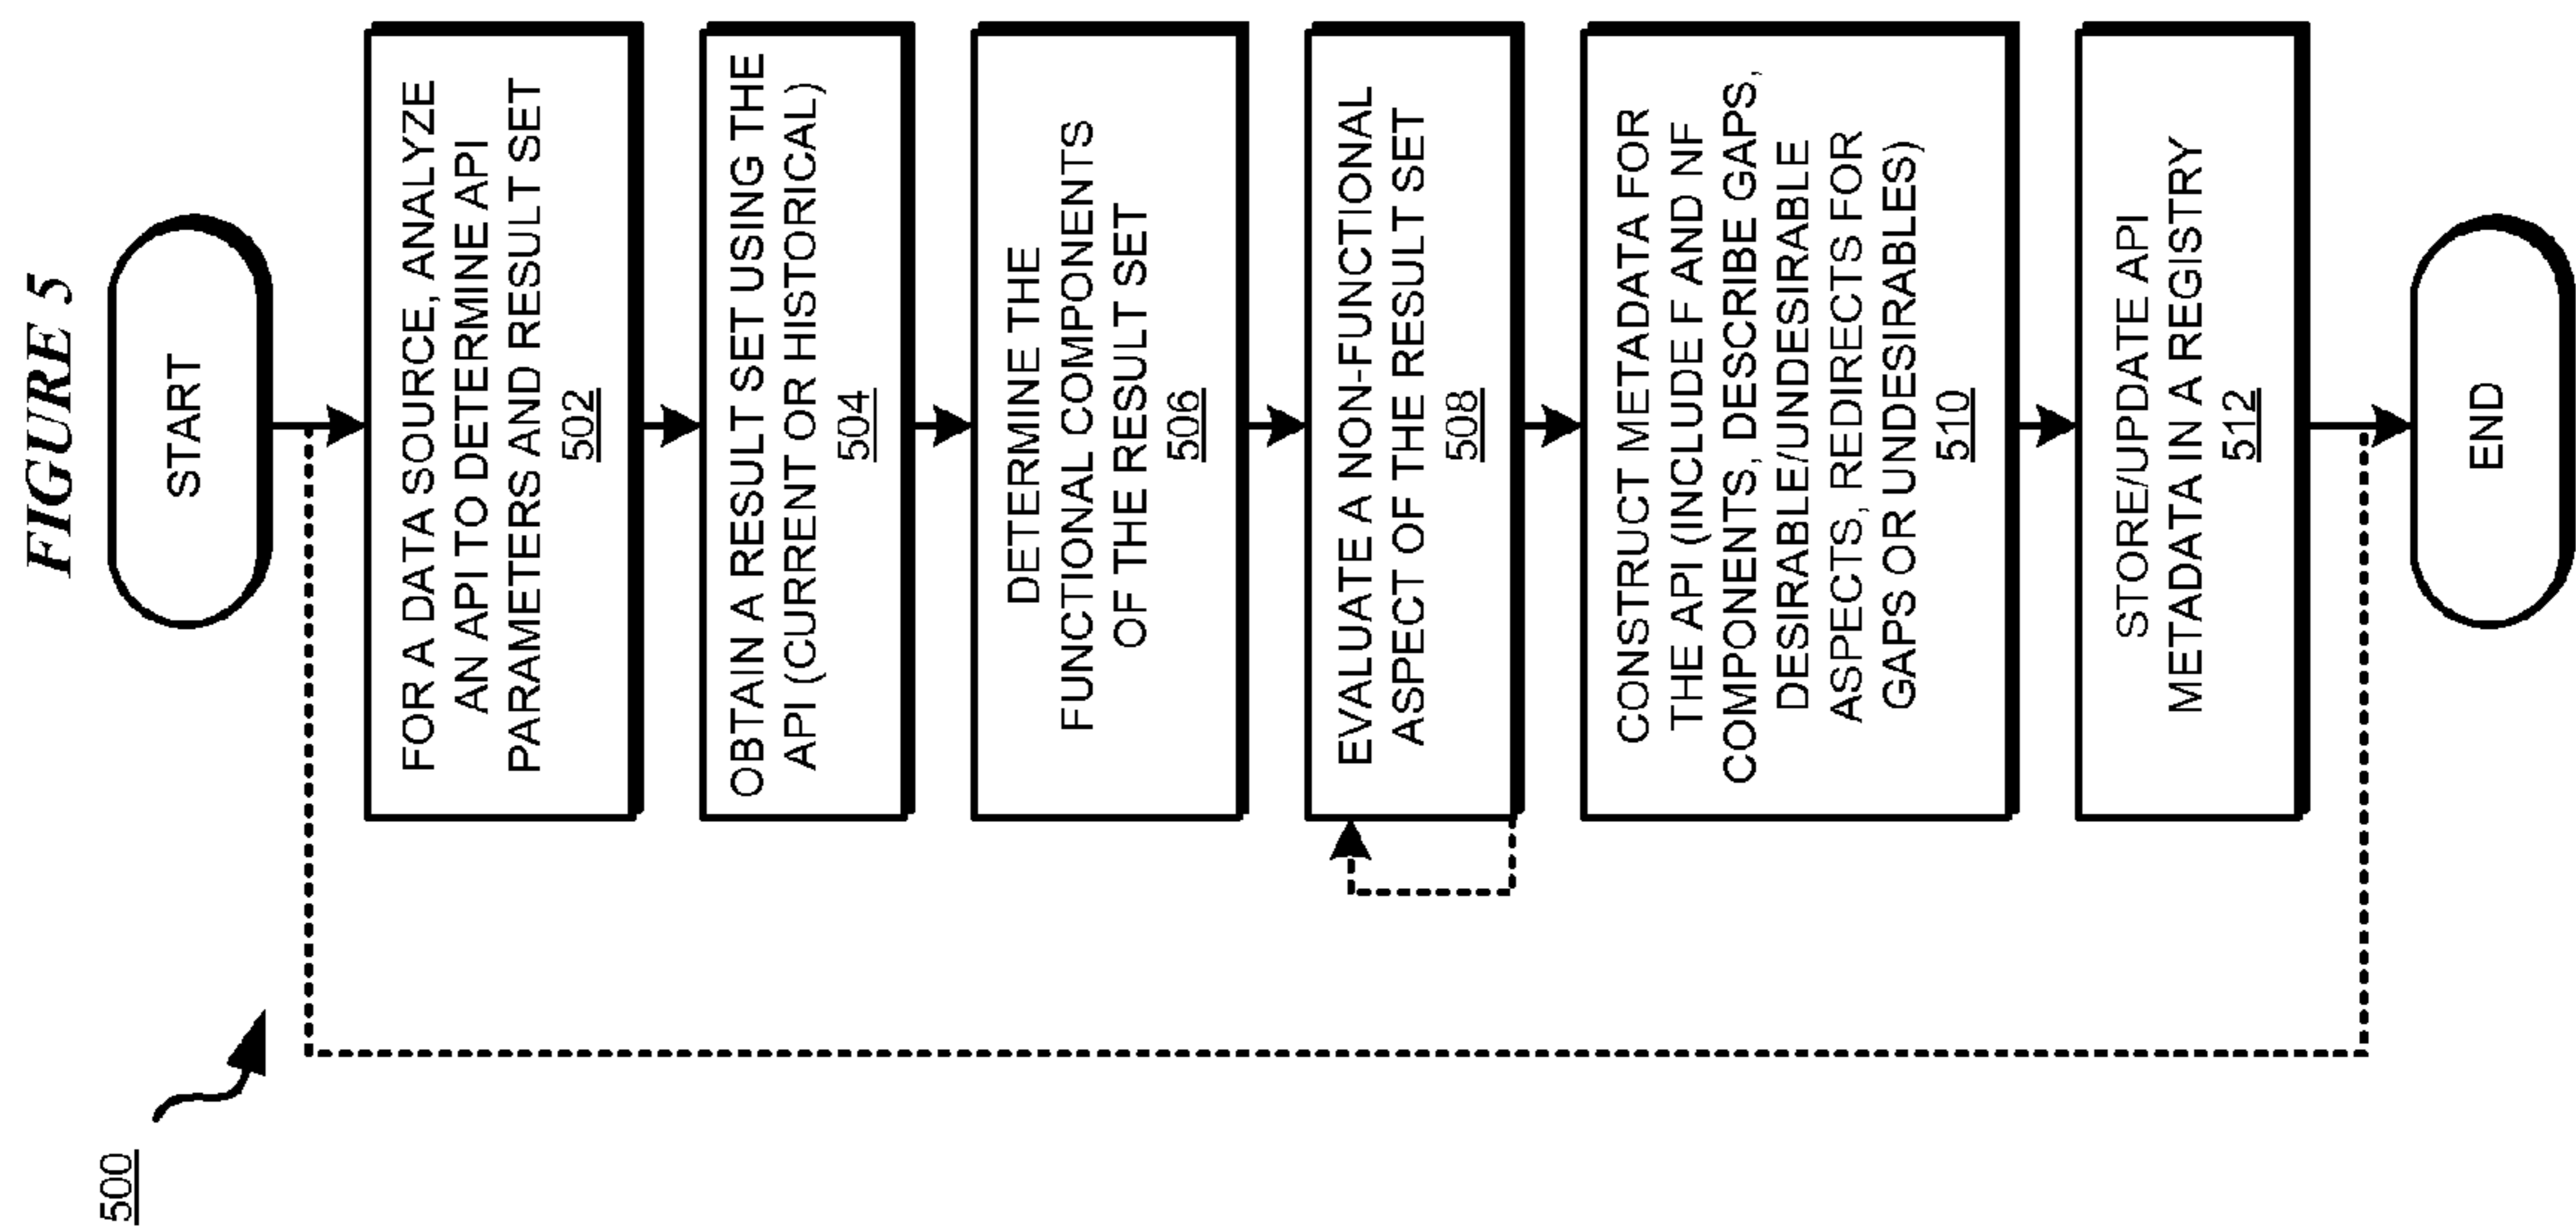 FIGURE 5
500
START
FOR A DATA SOURCE, ANALYZE
AN API TO DETERMINE API
PARAMETERS AND RESULT SET
502
OBTAIN A RESULT SET USING THE
API (CURRENT OR HISTORICAL)
504
DETERMINE THE
FUNCTIONAL COMPONENTS
OF THE RESULT SET
506
EVALUATE A NON-FUNCTIONAL
ASPECT OF THE RESULT SET
508
CONSTRUCT METADATA FOR
THE API (INCLUDE F AND NF
COMPONENTS, DESCRIBE GAPS,
DESIRABLE/UNDESIRABLE
ASPECTS, REDIRECTS FOR
GAPS OR UNDESIRABLES)
510
STORE/UPDATE API
METADATA IN A REGISTRY
512
END